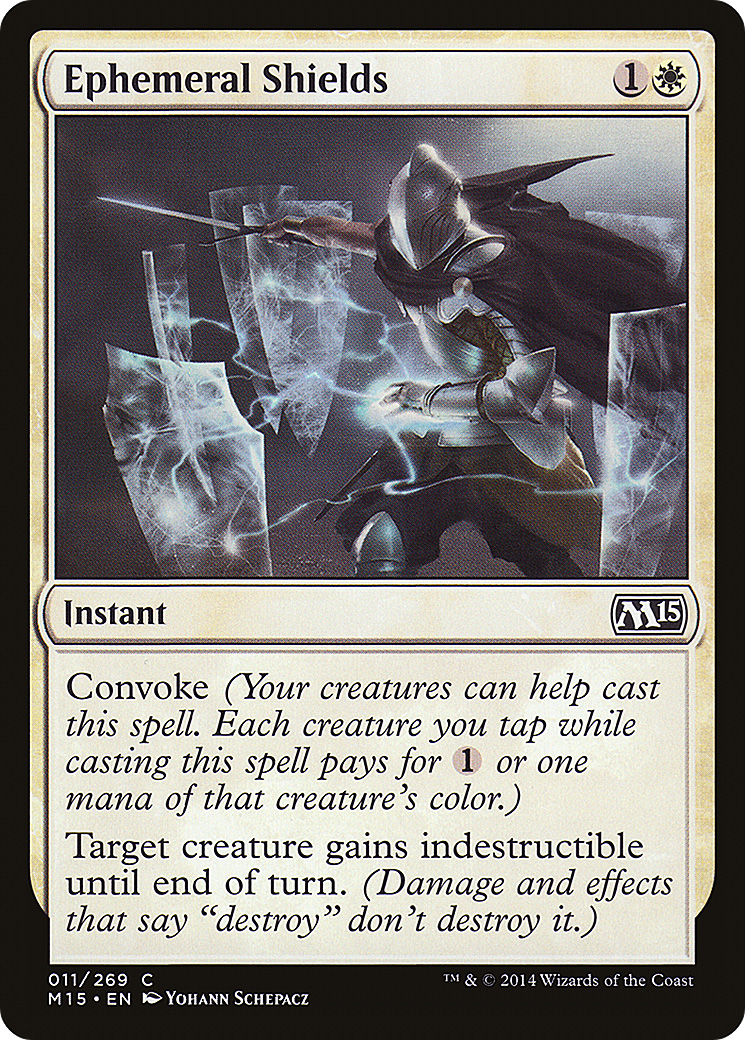 Ephemeral Shields 1
Instant M15
Convoke (Your creatures can help cast
this spell. Each creature you tap while
casting this spell pays for 1 or one
mana of that creature's color.)
Target creature gains indestructible
until end of turn. (Damage and effects
that say "destroy" don't destroy it.)
011/269 C ™ & © 2014 Wizards of the Coast
M15 • EN Yohann Schepacz